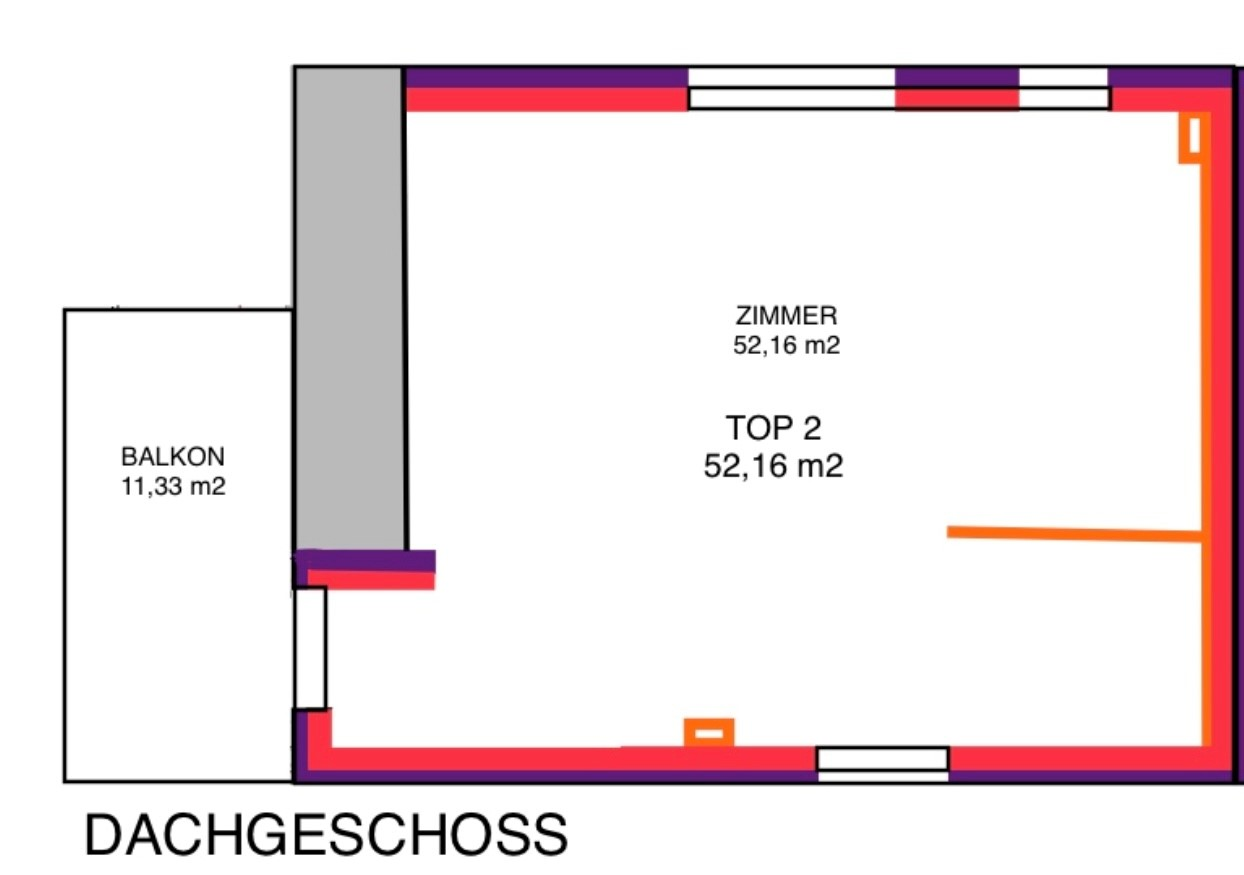 ZIMMER
52,16 m2
TOP 2
52,16 m2
BALKON
11,33 m2
DACHGESCHOSS